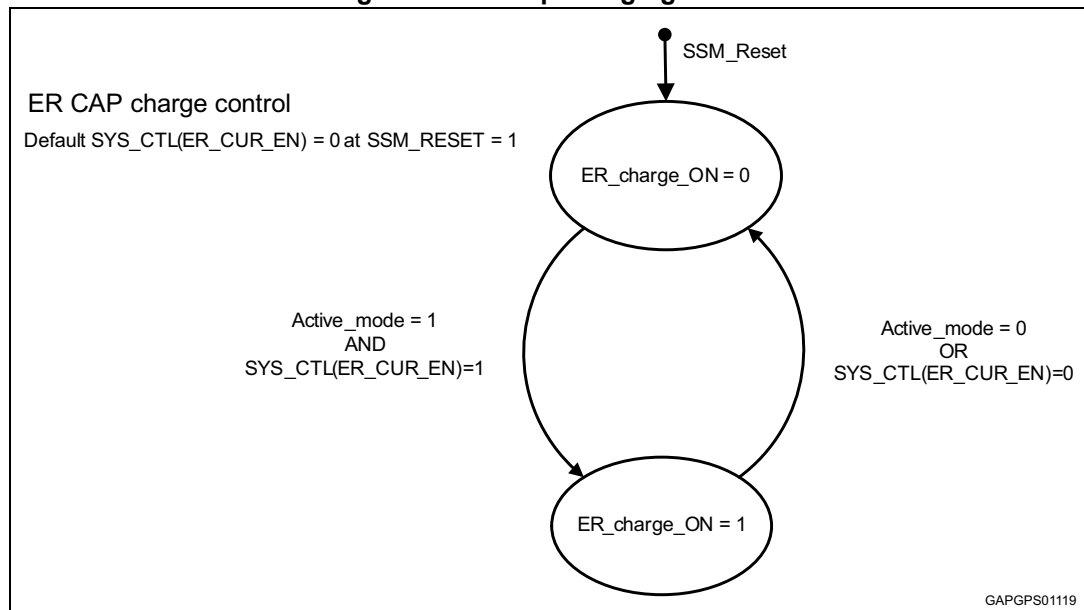 SSM_Reset
ER CAP charge control
Default SYS_CTL(ER_CUR_EN) = 0 at SSM_RESET = 1
ER_charge_ON = 0
Active_mode = 1
AND
SYS_CTL(ER_CUR_EN)=1
Active_mode = 0
OR
SYS_CTL(ER_CUR_EN)=0
ER_charge_ON = 1
GAPGPS01119